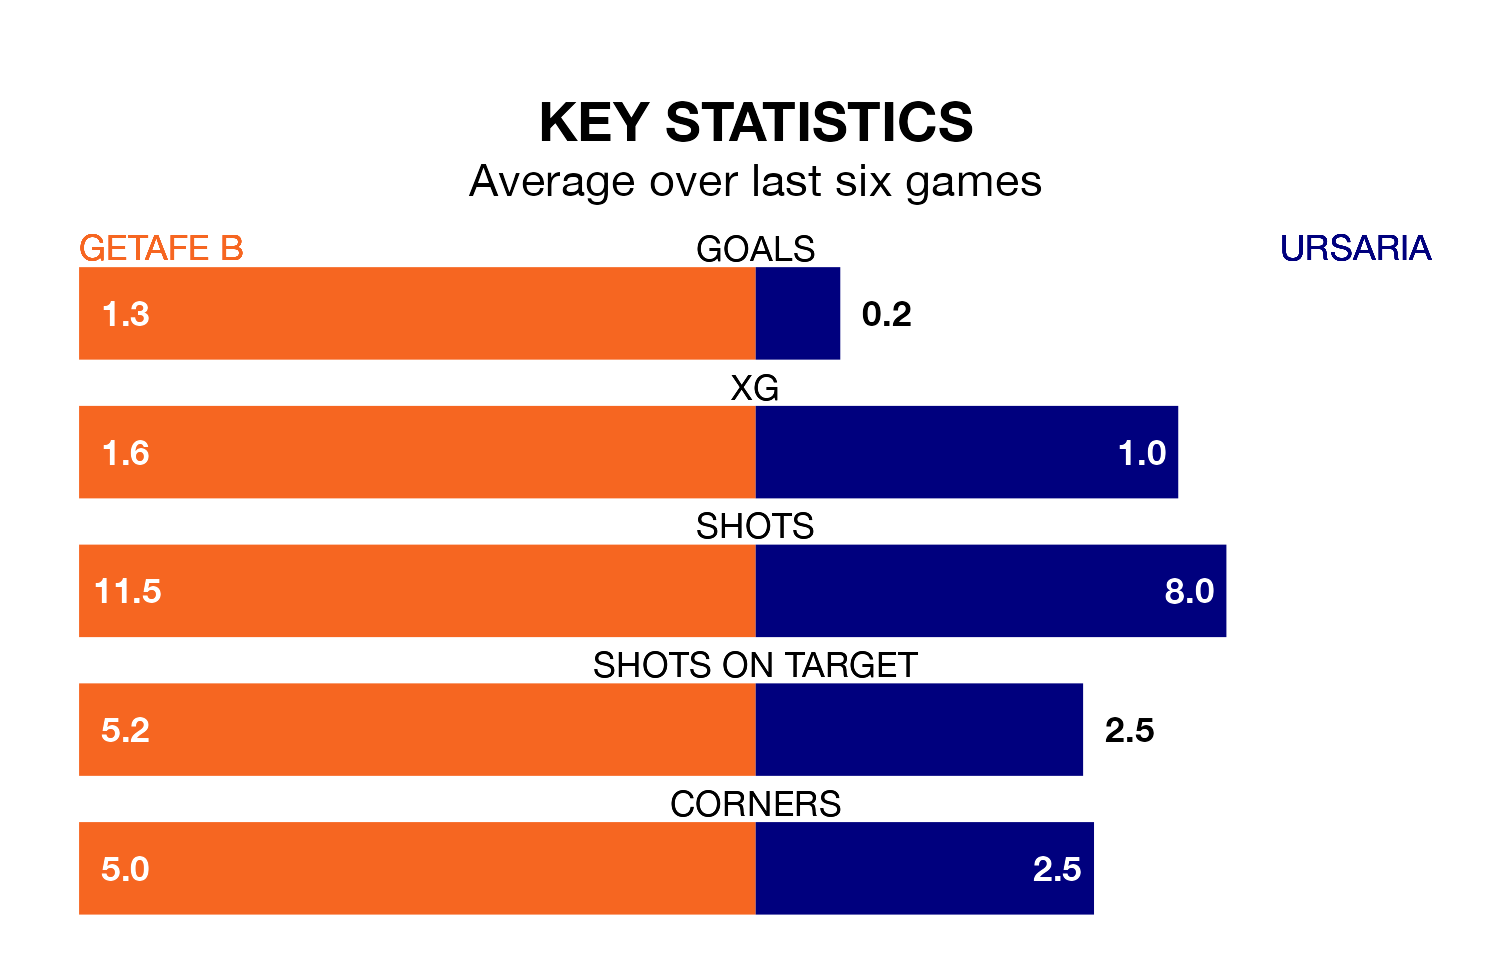 KEY STATISTICS
Average over last six games
GETAFE B GOALS URSARIA
1.3 0.2
XG
1.6 1.0
SHOTS
11.5 8.0
SHOTS ON TARGET
5.2 2.5
CORNERS
5.0 2.5